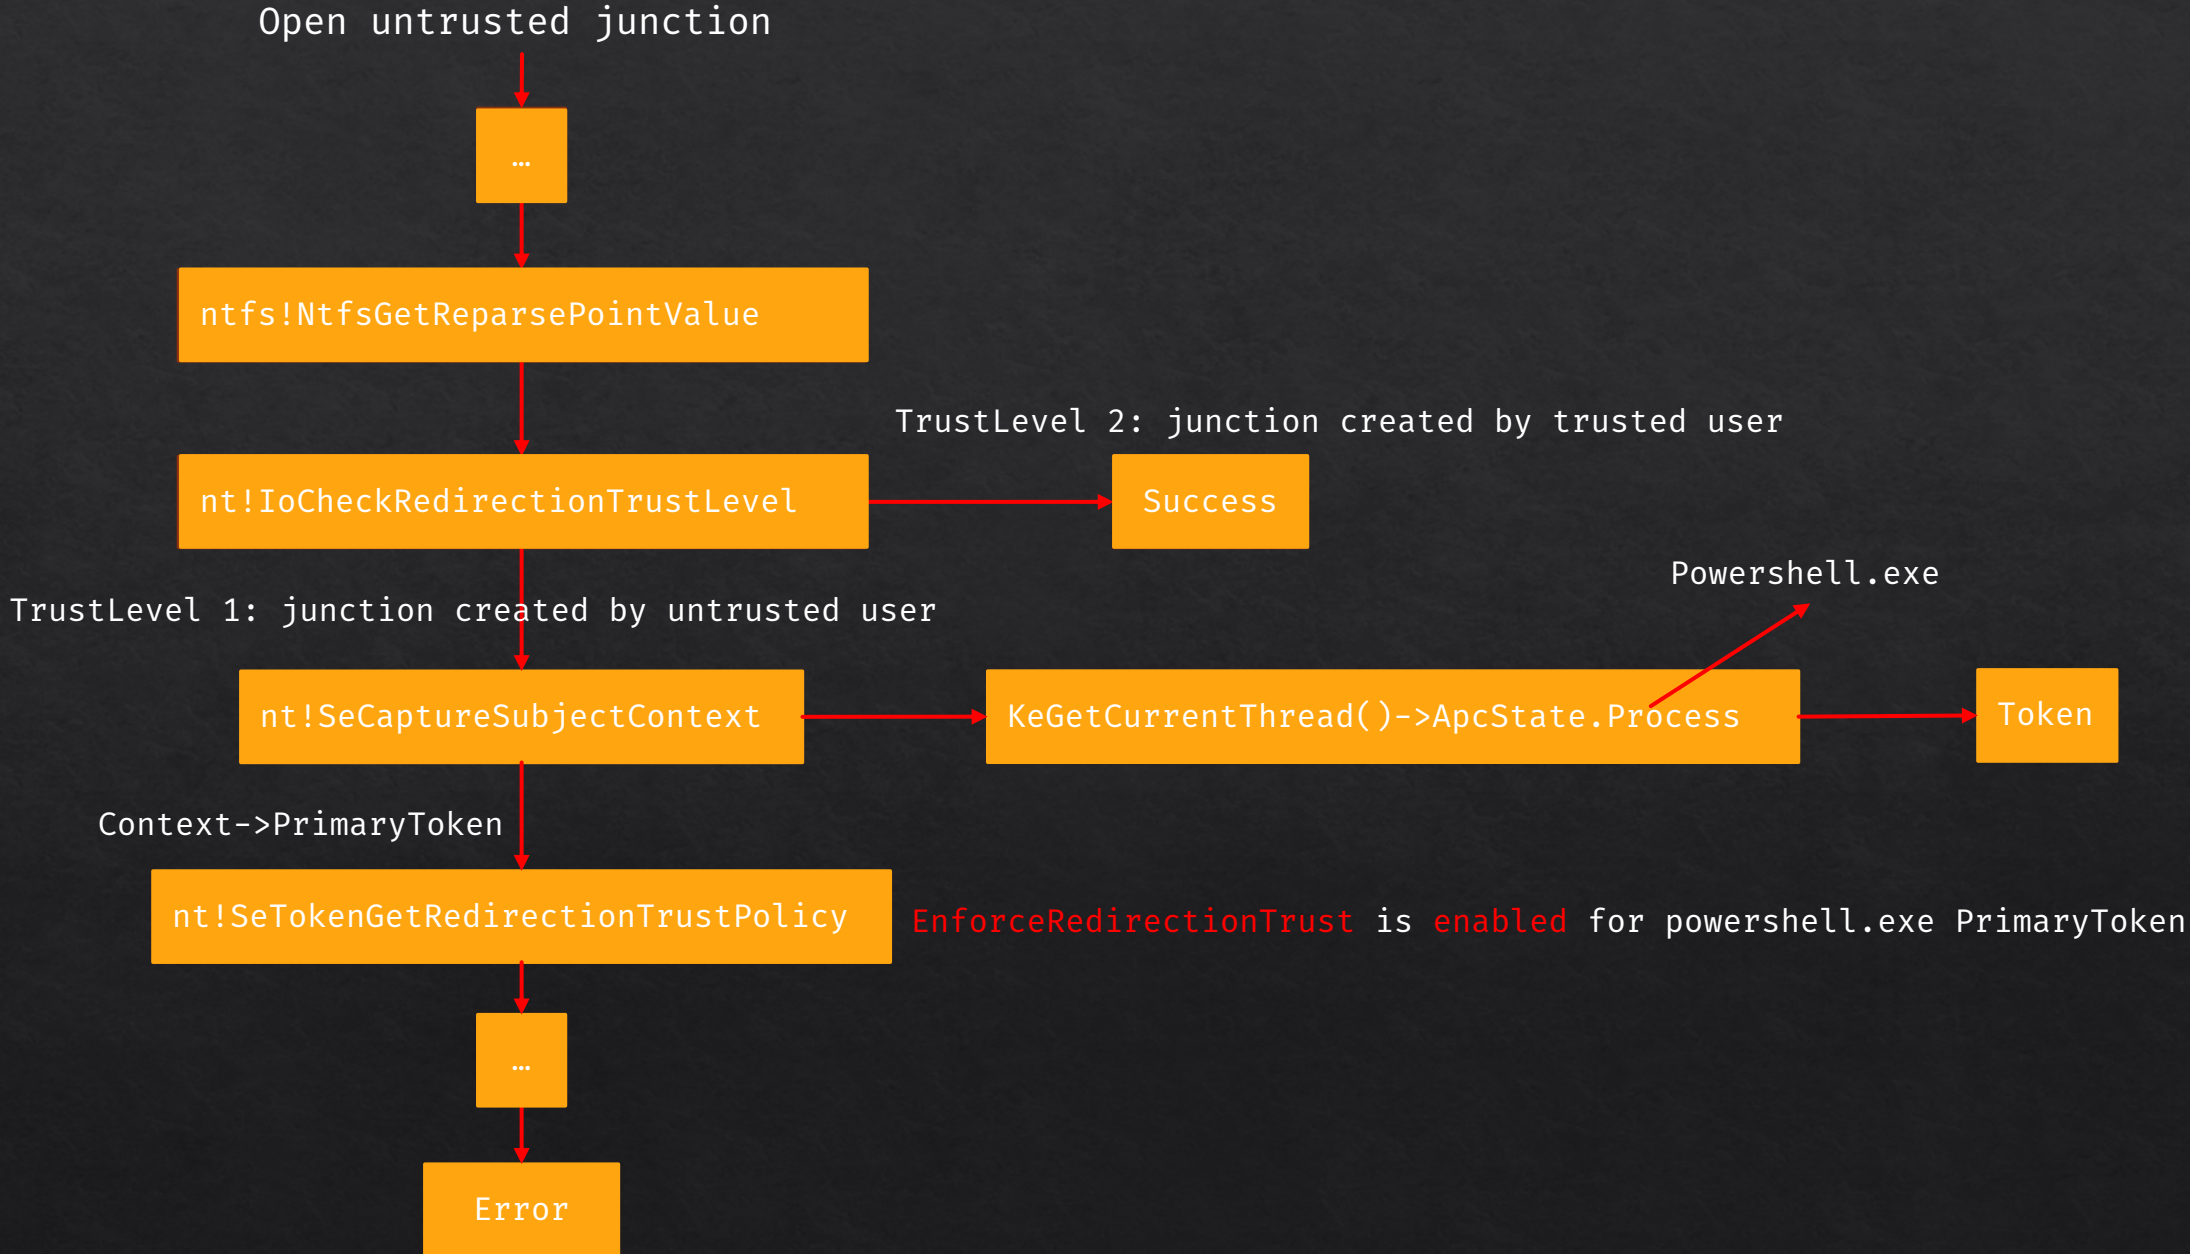 Open untrusted junction
…
ntfs!NtfsGetReparsePointValue
TrustLevel 2: junction created by trusted user
nt!IoCheckRedirectionTrustLevel
Success
Powershell.exe
TrustLevel 1: junction created by untrusted user
nt!SeCaptureSubjectContext
KeGetCurrentThread()->ApcState.Process
Token
Context->PrimaryToken
nt!SeTokenGetRedirectionTrustPolicy
EnforceRedirectionTrust is enabled for powershell.exe PrimaryToken
…
Error